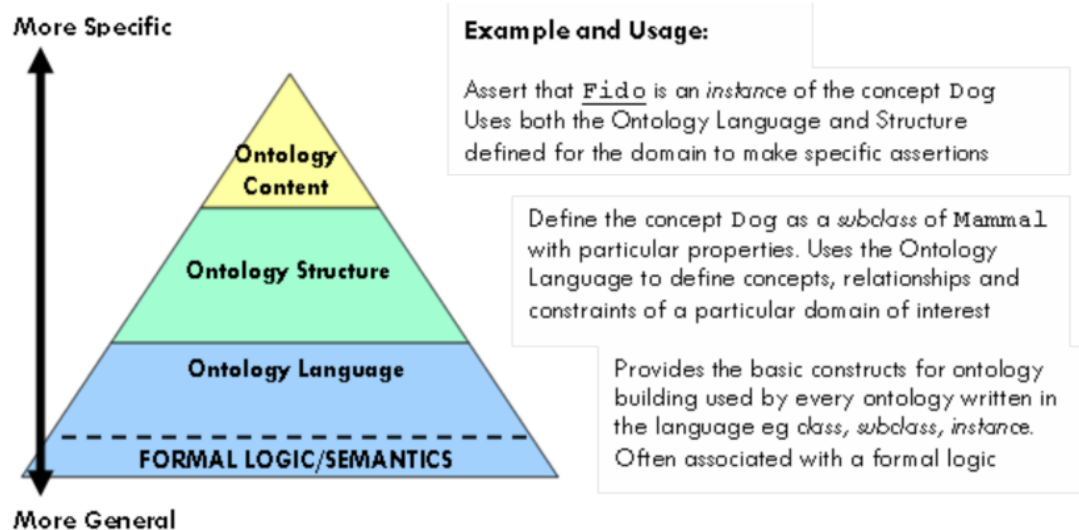 More Specific
Ontology
Content
Ontology Structure
Ontology Language
FORMAL LOGIC/SEMANTICS
More General
Example and Usage:
Assert that Fido is an instance of the concept Dog
Uses both the Ontology Language and Structure
defined for the domain to make specific assertions
Define the concept Dog as a subclass of Mammal
with particular properties. Uses the Ontology
Language to define concepts, relationships and
constraints of a particular domain of interest
Provides the basic constructs for ontology
building used by every ontology written in
the language eg class, subclass, instance.
Often associated with a formal logic